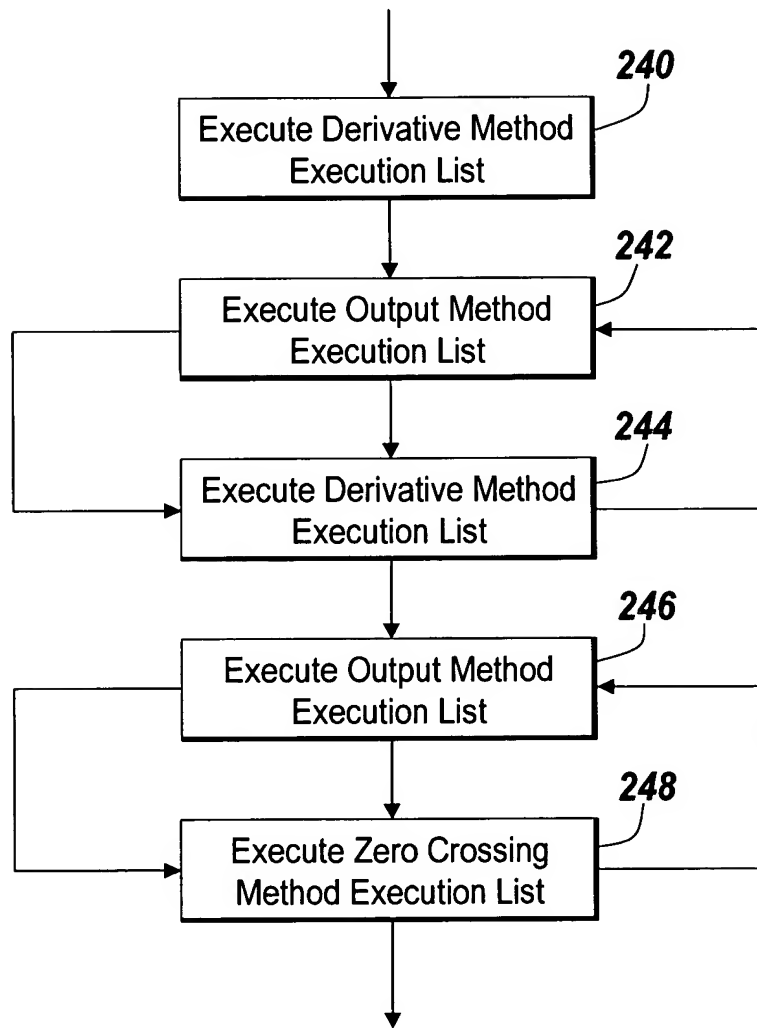 240
Execute Derivative Method
Execution List
242
Execute Output Method
Execution List
244
Execute Derivative Method
Execution List
246
Execute Output Method
Execution List
248
Execute Zero Crossing
Method Execution List